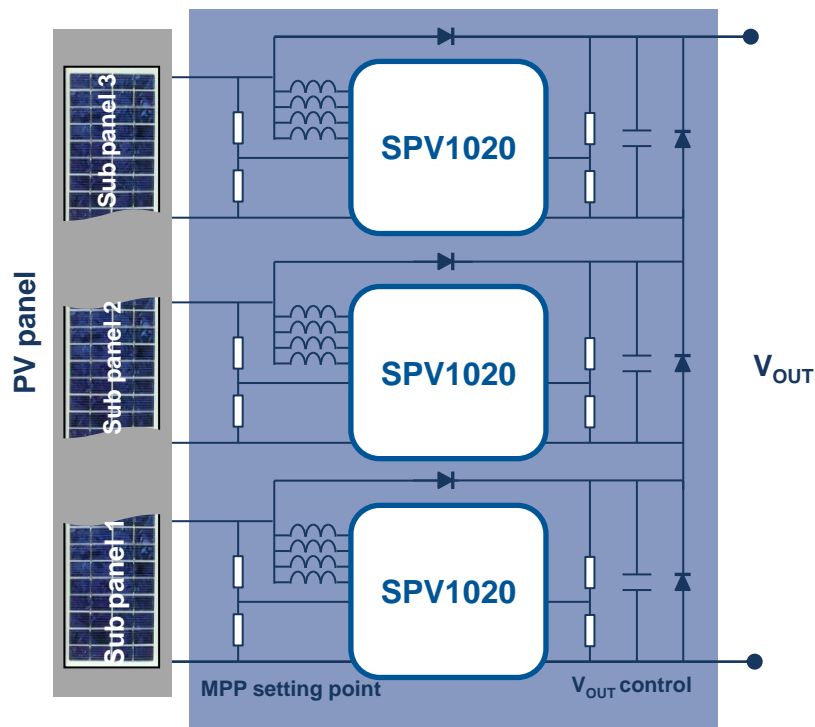 PV panel
Sub panel 3
SPV1020
Sub panel 2
SPV1020
VOUT
Sub panel 1
SPV1020
MPP setting point
VOUT control